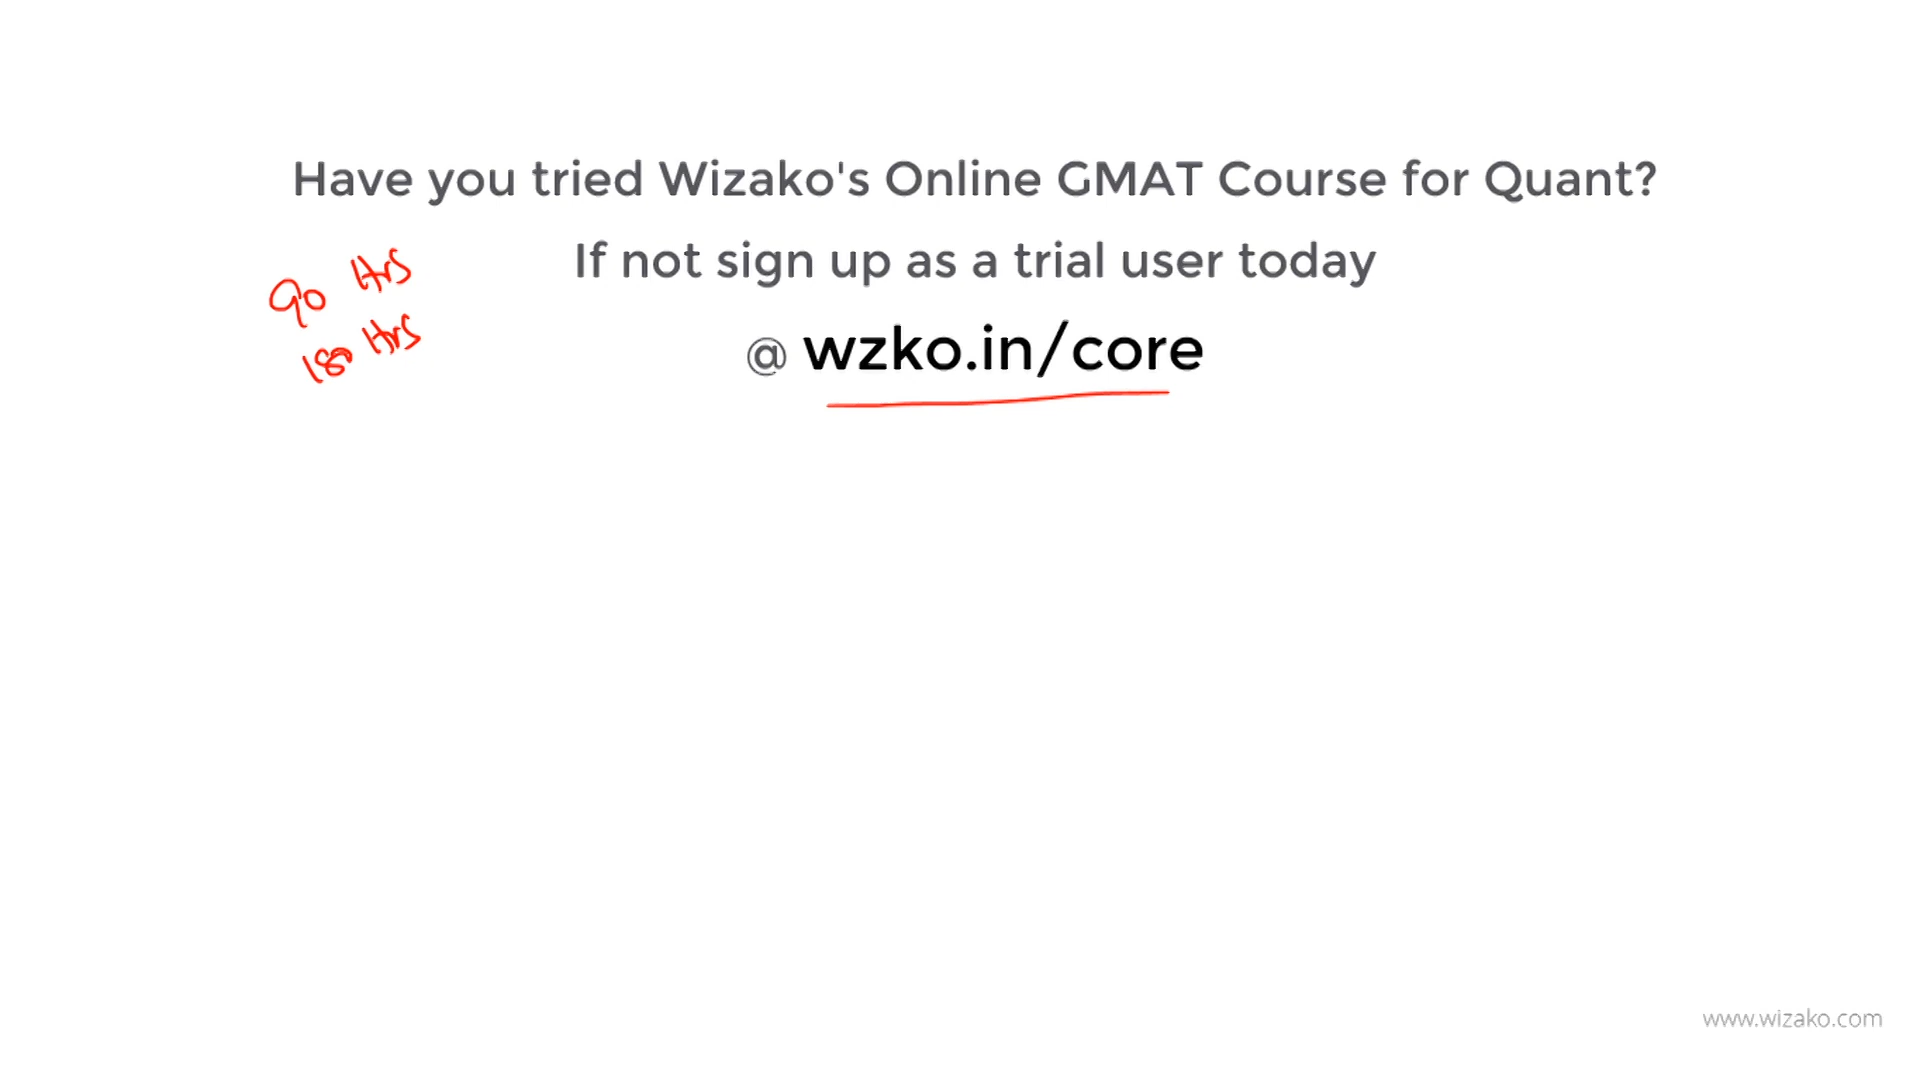 Have you tried Wizako's Online GMAT Course for Quant?
If not sign up as a trial user today
90 Hrs
180 Hrs
@ wzko.in/core
www.wizako.com